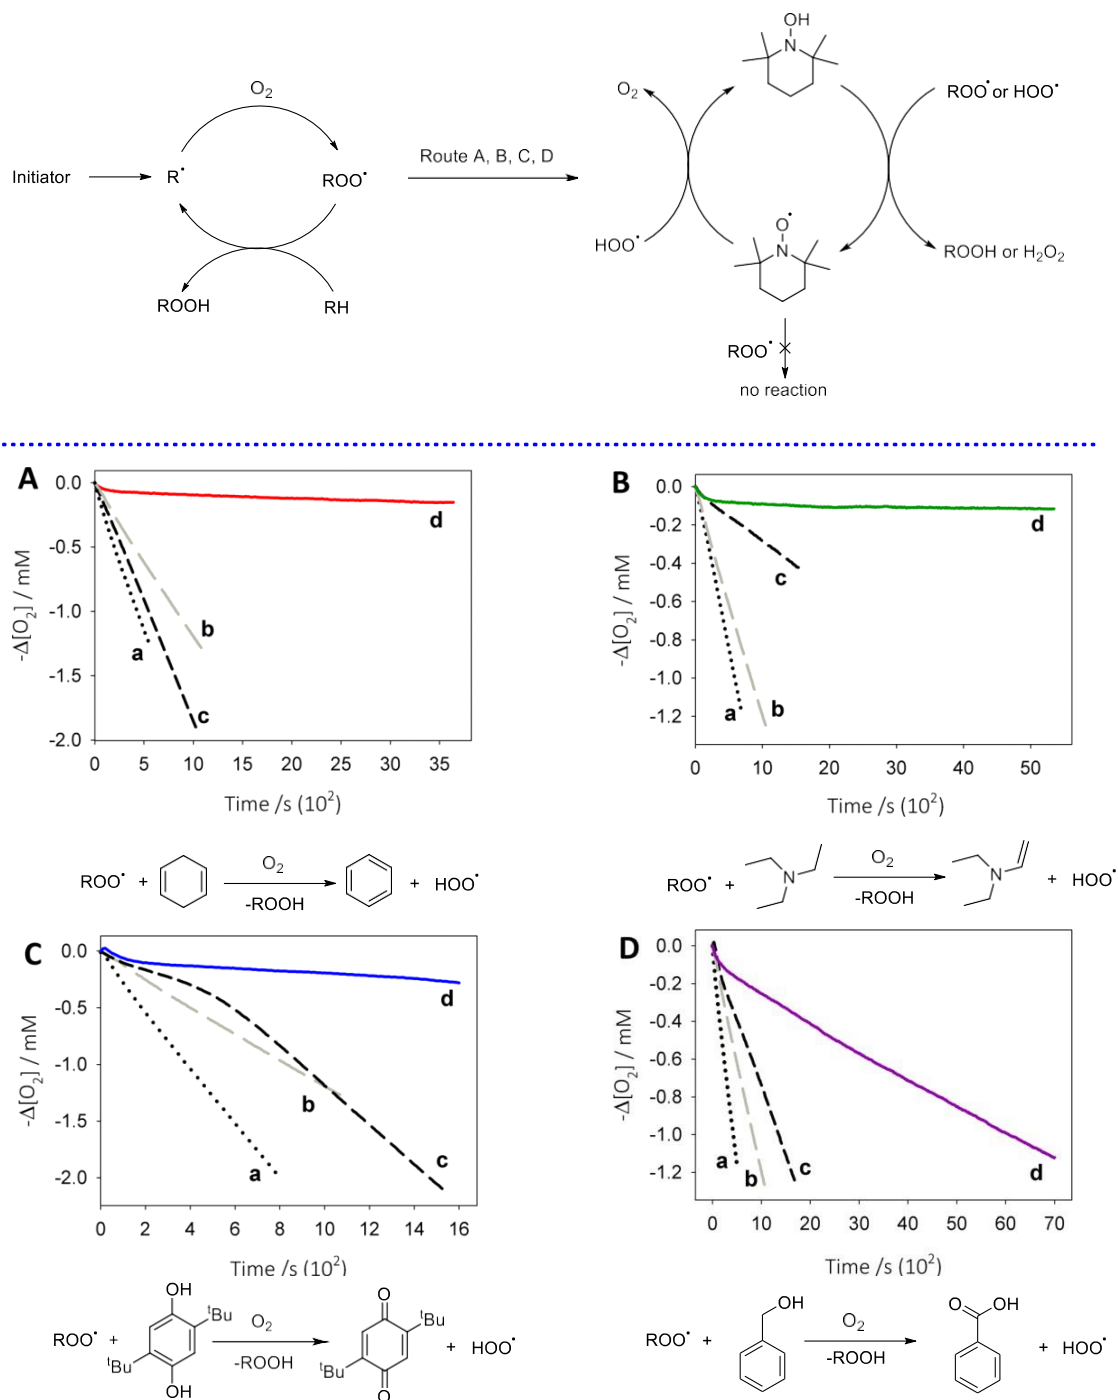 OH
N
O₂
O₂
ROO• or HOO•
Route A, B, C, D
Initiator
R•
ROO•
O•
N
HOO•
ROOH or H₂O₂
ROOH
RH
ROO•
no reaction
A
0.0
-0.5
-1.0
-1.5
-2.0
-Δ[O₂] / mM
d
b
a
c
0 5 10 15 20 25 30 35
Time /s (10²)
B
0.0
-0.2
-0.4
-0.6
-0.8
-1.0
-1.2
-Δ[O₂] / mM
d
c
a
b
0 10 20 30 40 50
Time /s (10²)
ROO• +
O₂
-ROOH
+ HOO•
ROO• +
N
O₂
-ROOH
N
+ HOO•
C
0.0
-0.5
-1.0
-1.5
-2.0
-Δ[O₂] / mM
d
b
a
c
0 2 4 6 8 10 12 14 16
Time /s (10²)
D
0.0
-0.2
-0.4
-0.6
-0.8
-1.0
-1.2
-Δ[O₂] / mM
a
b
c
d
0 10 20 30 40 50 60 70
Time /s (10²)
ROO• +
OH
ᵗBu
ᵗBu
OH
O₂
-ROOH
O
ᵗBu
ᵗBu
O
+ HOO•
ROO• +
OH
O₂
-ROOH
O OH
+ HOO•